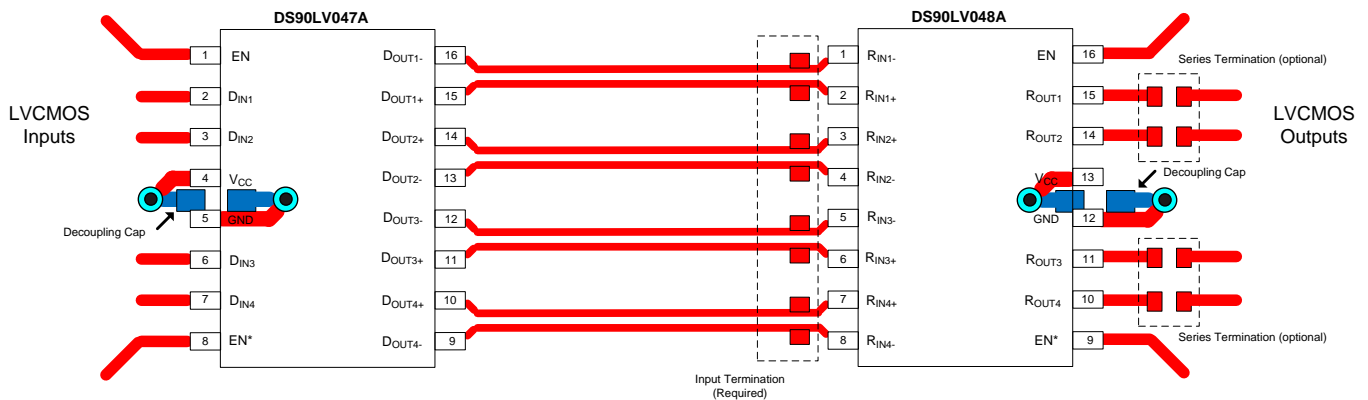 DS90LV047A
DS90LV048A
LVCMOS
Inputs
1 EN
2 DIN1
3 DIN2
4 VCC
5 GND
6 DIN3
7 DIN4
8 EN*
Decoupling Cap
DOUT1- 16
DOUT1+ 15
DOUT2+ 14
DOUT2- 13
DOUT3- 12
DOUT3+ 11
DOUT4+ 10
DOUT4- 9
Input Termination
(Required)
1 RIN1-
2 RIN1+
3 RIN2+
4 RIN2-
5 RIN3-
6 RIN3+
7 RIN4+
8 RIN4-
EN 16
ROUT1 15
ROUT2 14
VCC 13
GND 12
ROUT3 11
ROUT4 10
EN* 9
Series Termination (optional)
LVCMOS
Outputs
Decoupling Cap
Series Termination (optional)